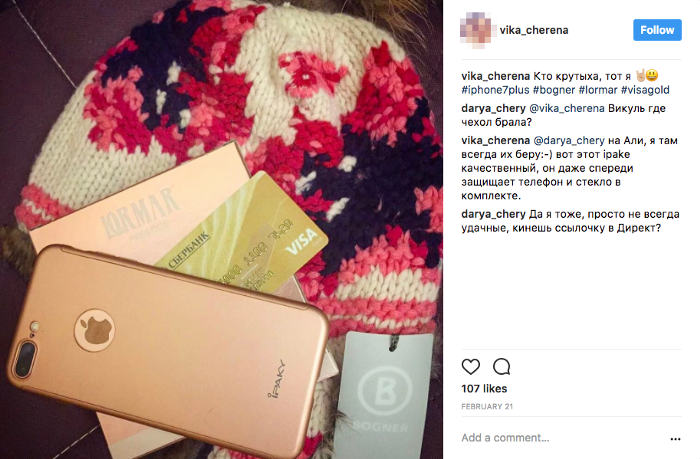 vika_cherena
Follow
vika_cherena Кто крутыха, тот я 🤘🏻😃
#iphone7plus #bogner #lormar #visagold
darya_chery @vika_cherena Викуль где
чехол брала?
vika_cherena @darya_chery на Али, я там
всегда их беру:-) вот этот ipake
качественный, он даже спереди
защищает телефон и стекло в
комплекте.
darya_chery Да я тоже, просто не всегда
удачные, кинешь ссылочку в Директ?
107 likes
FEBRUARY 21
Add a comment...
LORMAR
СБЕРБАНК
VISA
iPAKY
B
BOGNER